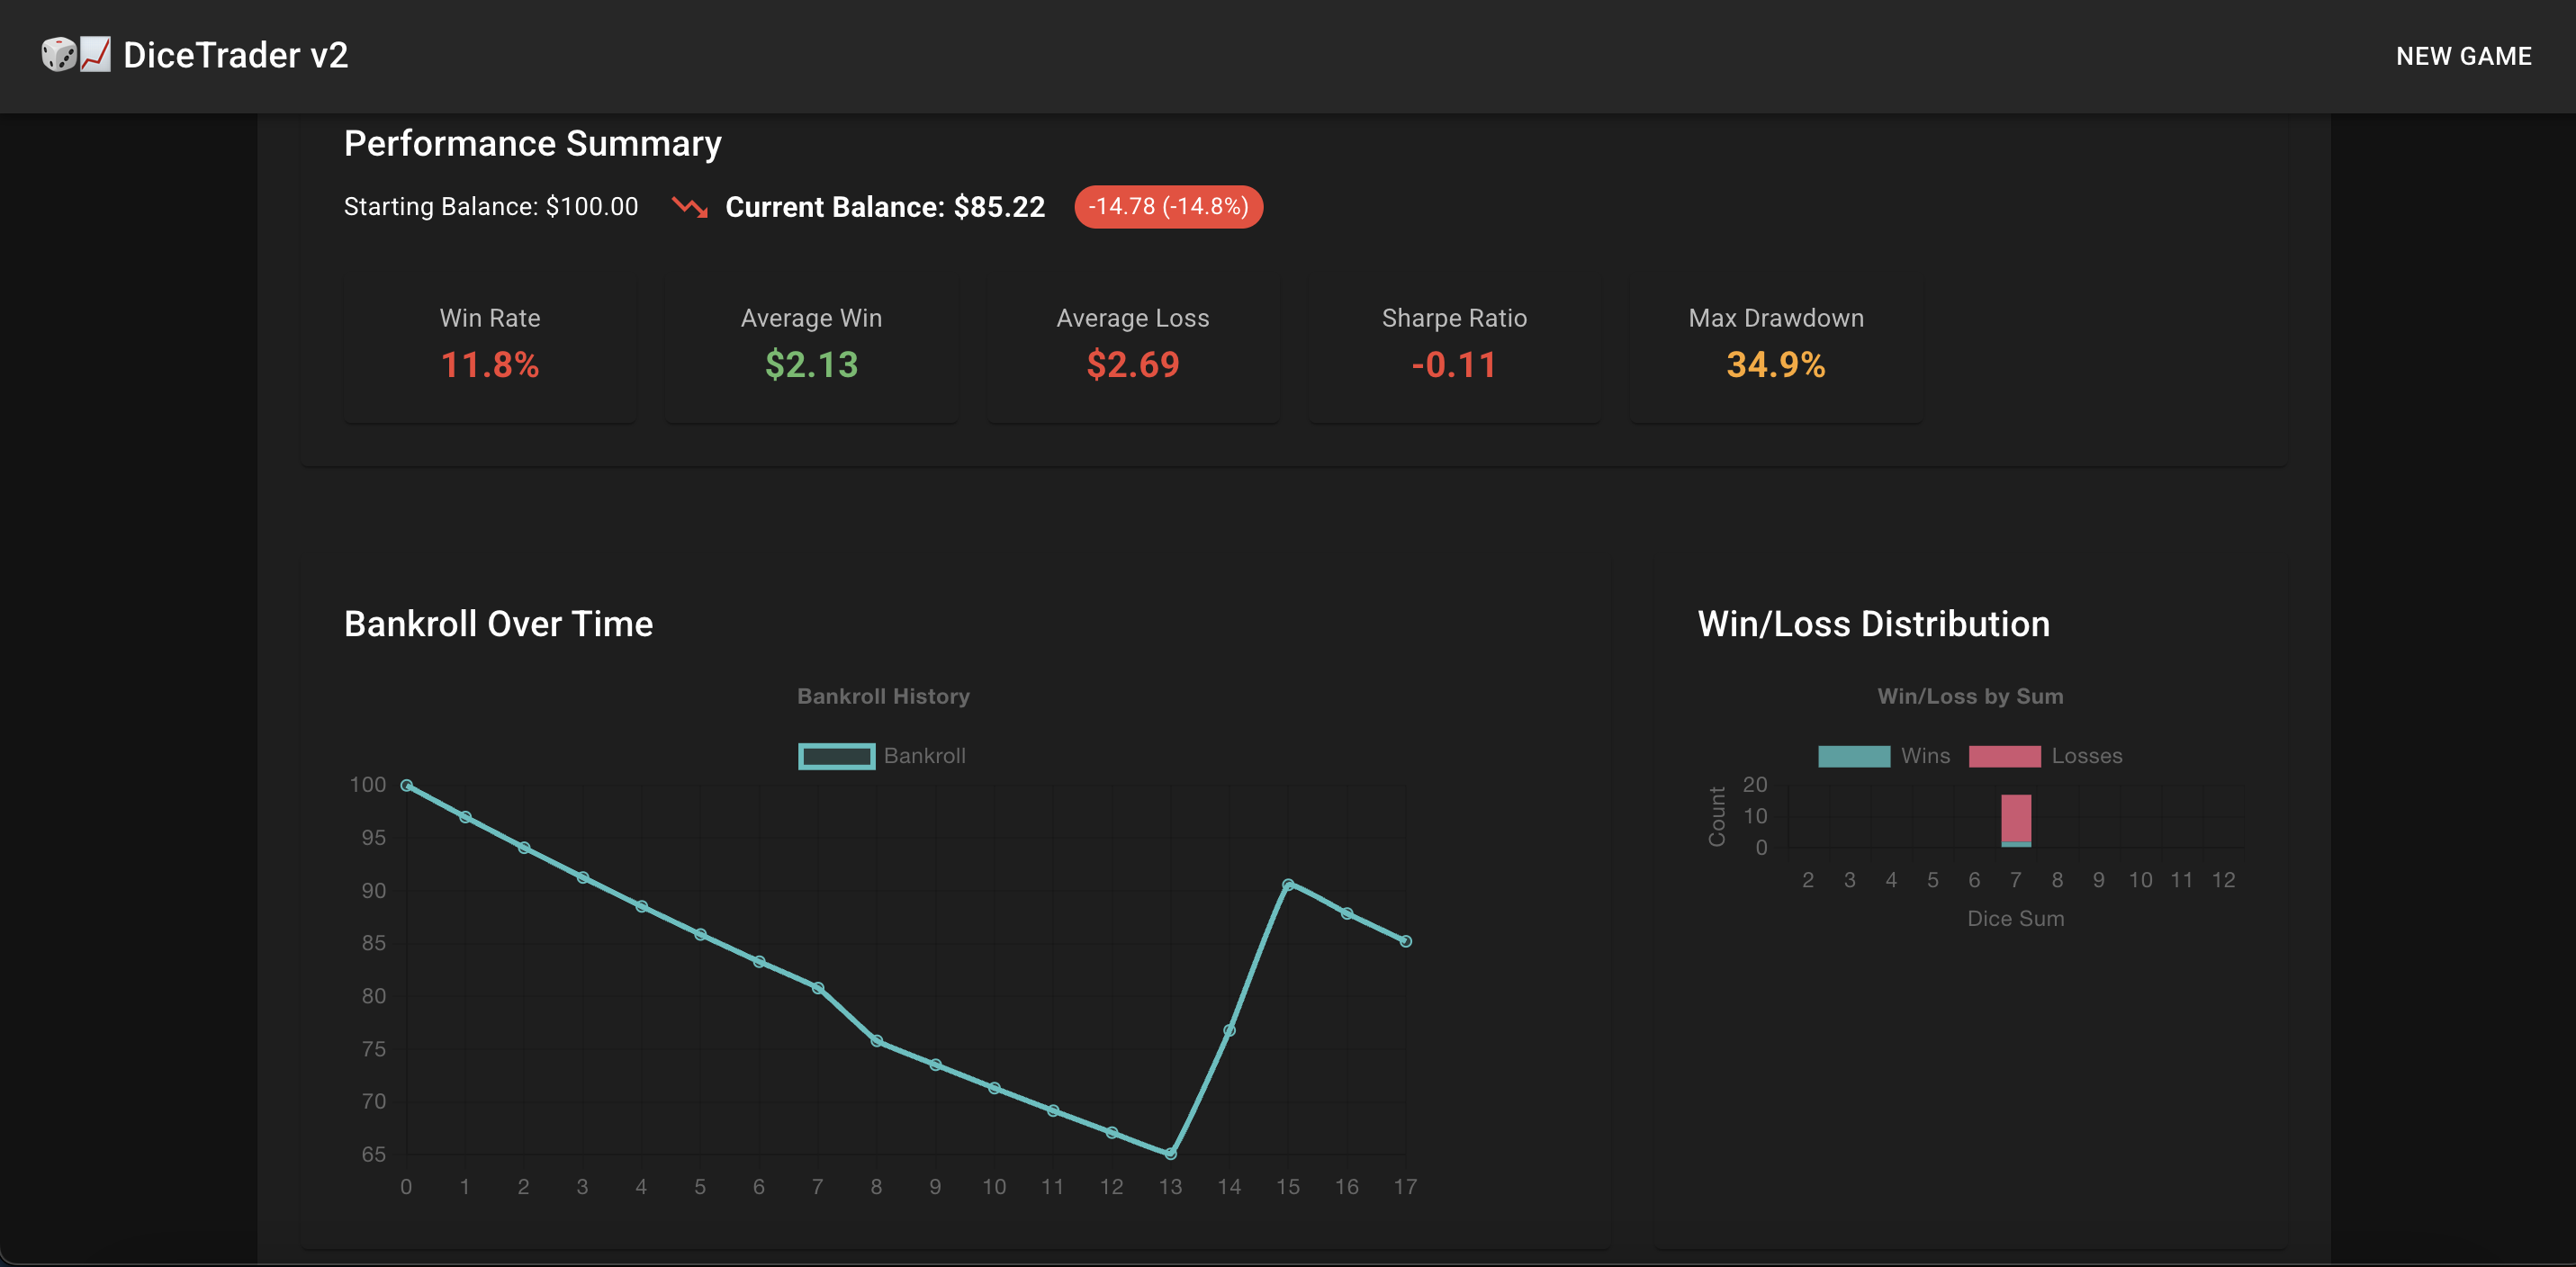 DiceTrader v2
NEW GAME
Performance Summary
Starting Balance: $100.00
Current Balance: $85.22
-14.78 (-14.8%)
Win Rate
11.8%
Average Win
$2.13
Average Loss
$2.69
Sharpe Ratio
-0.11
Max Drawdown
34.9%
Bankroll Over Time
Bankroll History
Bankroll
100
95
90
85
80
75
70
65
0 1 2 3 4 5 6 7 8 9 10 11 12 13 14 15 16 17
Win/Loss Distribution
Win/Loss by Sum
Wins Losses
Count
20
10
0
2 3 4 5 6 7 8 9 10 11 12
Dice Sum